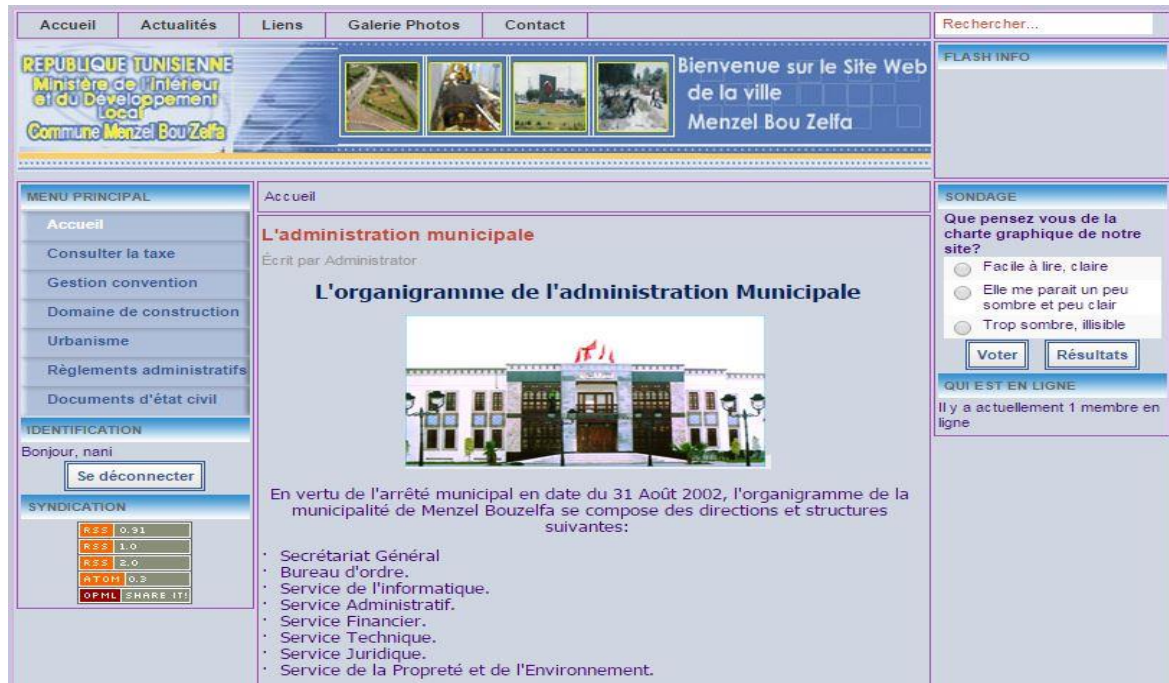 Accueil
Actualités
Liens
Galerie Photos
Contact
Rechercher...
REPUBLIQUE TUNISIENNE
Ministère de l'Intérieur
et du Développement
Local
Commune Menzel Bou Zelfa
Bienvenue sur le Site Web
de la ville
Menzel Bou Zelfa
FLASH INFO
MENU PRINCIPAL
Accueil
Consulter la taxe
Gestion convention
Domaine de construction
Urbanisme
Règlements administratifs
Documents d'état civil
IDENTIFICATION
Bonjour, nani
Se déconnecter
SYNDICATION
RSS 0.91
RSS 1.0
RSS 2.0
ATOM 0.3
OPML SHARE IT!
Accueil
L'administration municipale
Écrit par Administrator
L'organigramme de l'administration Municipale
En vertu de l'arrêté municipal en date du 31 Août 2002, l'organigramme de la
municipalité de Menzel Bouzelfa se compose des directions et structures
suivantes:
· Secrétariat Général
· Bureau d'ordre.
· Service de l'informatique.
· Service Administratif.
· Service Financier.
· Service Technique.
· Service Juridique.
· Service de la Propreté et de l'Environnement.
SONDAGE
Que pensez vous de la
charte graphique de notre
site?
Facile à lire, claire
Elle me parait un peu
sombre et peu clair
Trop sombre, illisible
Voter
Résultats
QUI EST EN LIGNE
Il y a actuellement 1 membre en
ligne